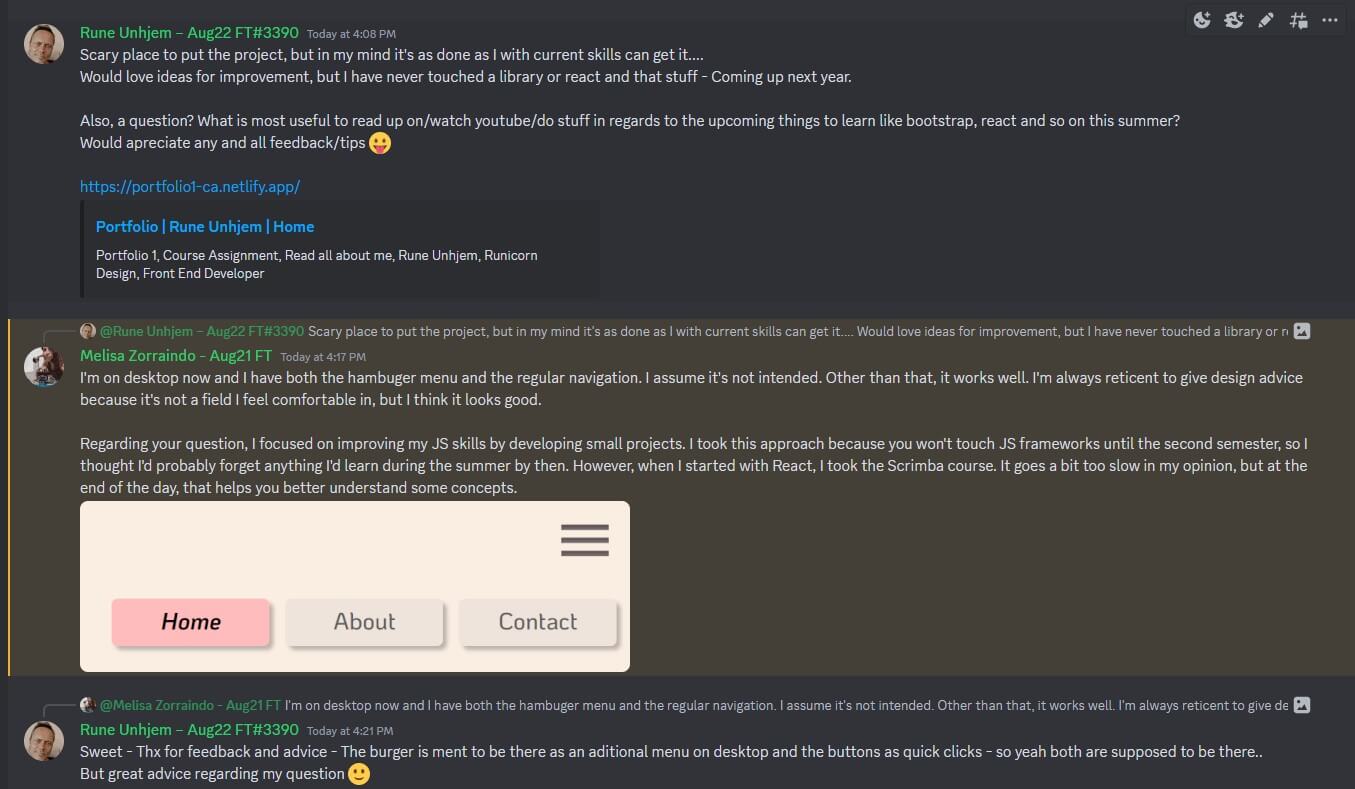 Rune Unhjem – Aug22 FT#3390 Today at 4:08 PM
Scary place to put the project, but in my mind it's as done as I with current skills can get it....
Would love ideas for improvement, but I have never touched a library or react and that stuff - Coming up next year.
Also, a question? What is most useful to read up on/watch youtube/do stuff in regards to the upcoming things to learn like bootstrap, react and so on this summer?
Would apreciate any and all feedback/tips 😛
https://portfolio1-ca.netlify.app/
Portfolio | Rune Unhjem | Home
Portfolio 1, Course Assignment, Read all about me, Rune Unhjem, Runicorn
Design, Front End Developer
@Rune Unhjem – Aug22 FT#3390 Scary place to put the project, but in my mind it's as done as I with current skills can get it.... Would love ideas for improvement, but I have never touched a library or
Melisa Zorraindo - Aug21 FT Today at 4:17 PM
I'm on desktop now and I have both the hambuger menu and the regular navigation. I assume it's not intended. Other than that, it works well. I'm always reticent to give design advice
because it's not a field I feel comfortable in, but I think it looks good.
Regarding your question, I focused on improving my JS skills by developing small projects. I took this approach because you won't touch JS frameworks until the second semester, so I
thought I'd probably forget anything I'd learn during the summer by then. However, when I started with React, I took the Scrimba course. It goes a bit too slow in my opinion, but at the
end of the day, that helps you better understand some concepts.
Home About Contact
@Melisa Zorraindo - Aug21 FT I'm on desktop now and I have both the hambuger menu and the regular navigation. I assume it's not intended. Other than that, it works well. I'm always reticent to give de
Rune Unhjem – Aug22 FT#3390 Today at 4:21 PM
Sweet - Thx for feedback and advice - The burger is ment to be there as an aditional menu on desktop and the buttons as quick clicks - so yeah both are supposed to be there..
But great advice regarding my question 🙂